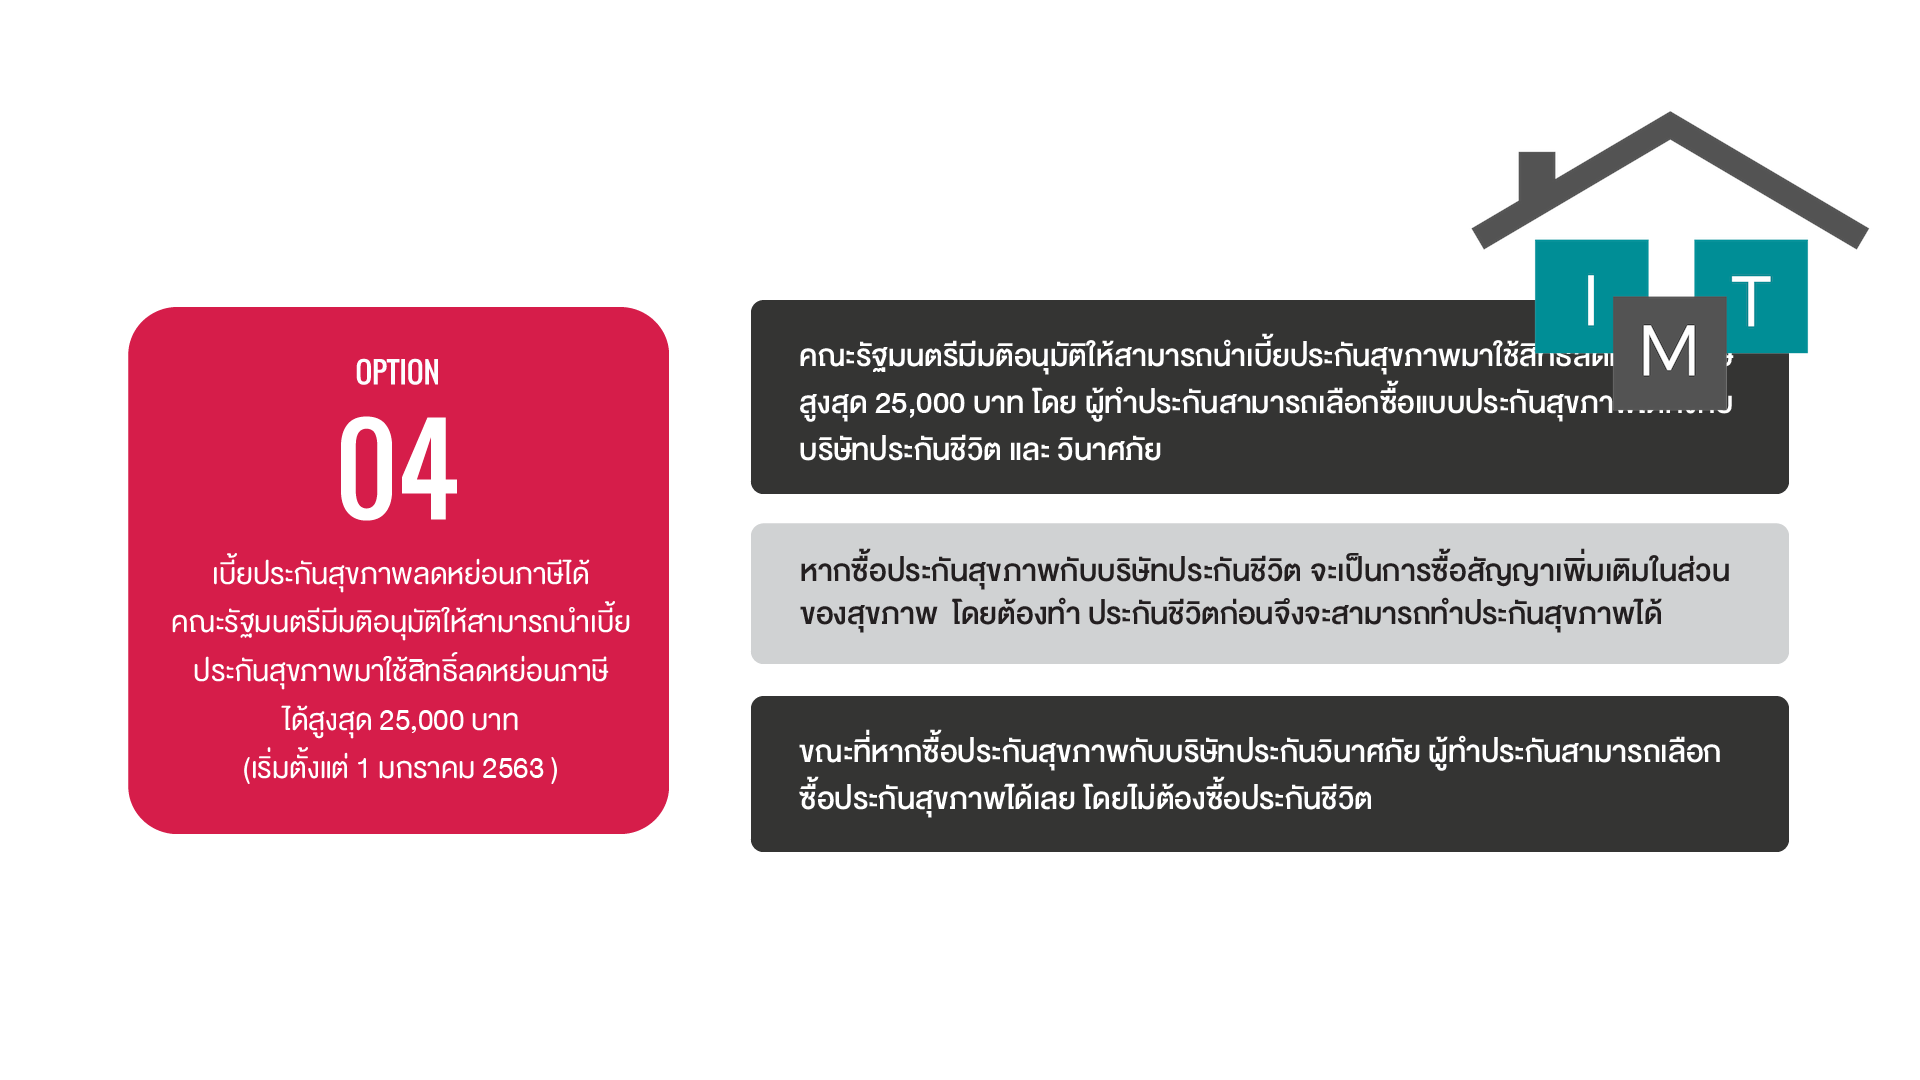 OPTION
04
เบี้ยประกันสุขภาพลดหย่อนภาษีได้
คณะรัฐมนตรีมีมติอนุมัติให้สามารถนำเบี้ย
ประกันสุขภาพมาใช้สิทธิ์ลดหย่อนภาษี
ได้สูงสุด 25,000 บาท
(เริ่มตั้งแต่ 1 มกราคม 2563 )
I M T
คณะรัฐมนตรีมีมติอนุมัติให้สามารถนำเบี้ยประกันสุขภาพมาใช้
สูงสุด 25,000 บาท โดย ผู้ทำประกันสามารถเลือกซื้อแบบประกันสุขภาพ
บริษัทประกันชีวิต และ วินาศภัย
หากซื้อประกันสุขภาพกับบริษัทประกันชีวิต จะเป็นการซื้อสัญญาเพิ่มเติมในส่วน
ของสุขภาพ โดยต้องทำ ประกันชีวิตก่อนจึงจะสามารถทำประกันสุขภาพได้
ขณะที่หากซื้อประกันสุขภาพกับบริษัทประกันวินาศภัย ผู้ทำประกันสามารถเลือก
ซื้อประกันสุขภาพได้เลย โดยไม่ต้องซื้อประกันชีวิต